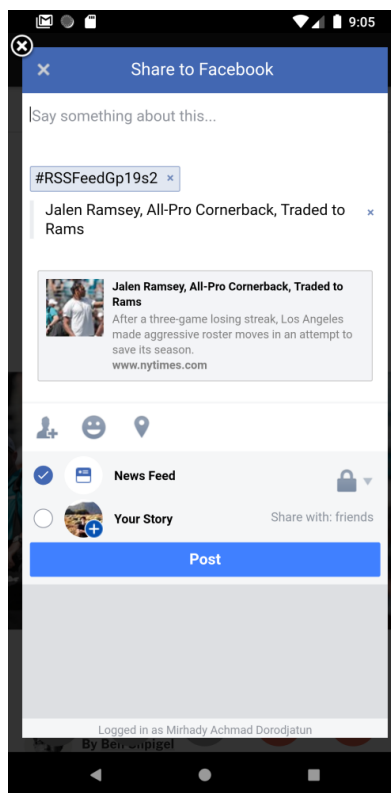 9:05
Share to Facebook
Say something about this...
#RSSFeedGp19s2 ×
Jalen Ramsey, All-Pro Cornerback, Traded to
Rams
Jalen Ramsey, All-Pro Cornerback, Traded to
Rams
After a three-game losing streak, Los Angeles
made aggressive roster moves in an attempt to
save its season.
www.nytimes.com
News Feed
Your Story
Share with: friends
Post
Logged in as Mirhady Achmad Dorodjatun
By Ben Shpigel